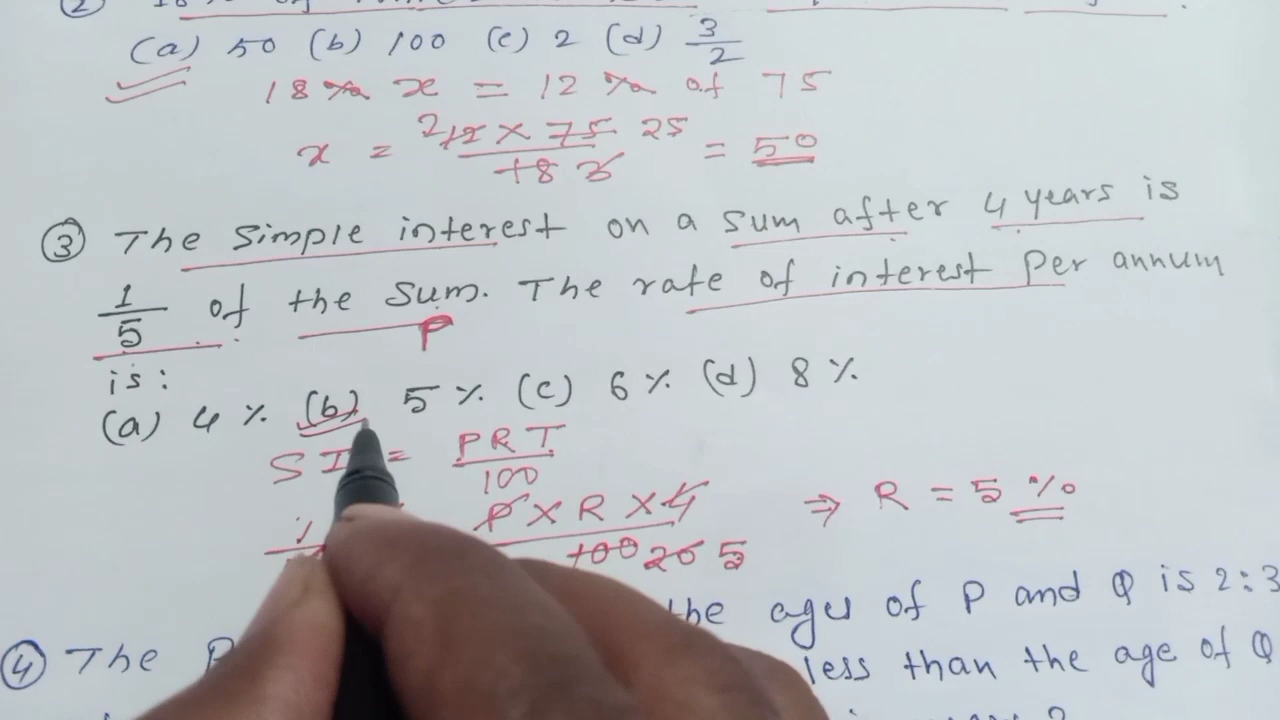 (a) 50 (b) 100 (c) 2 (d) 3/2
18% x = 12% of 75
x = 2 12 × 75 25 / 18 3 = 50
③ The Simple interest on a sum after 4 years is
1/5 of the Sum. The rate of interest Per annum
P
is:
(a) 4 % (b) 5 % (c) 6 % (d) 8 %
SI = PRT/100
P × R × 4 / 100 20 5 ⇒ R = 5 %
the ages of P and Q is 2:3
④ The less than the age of Q